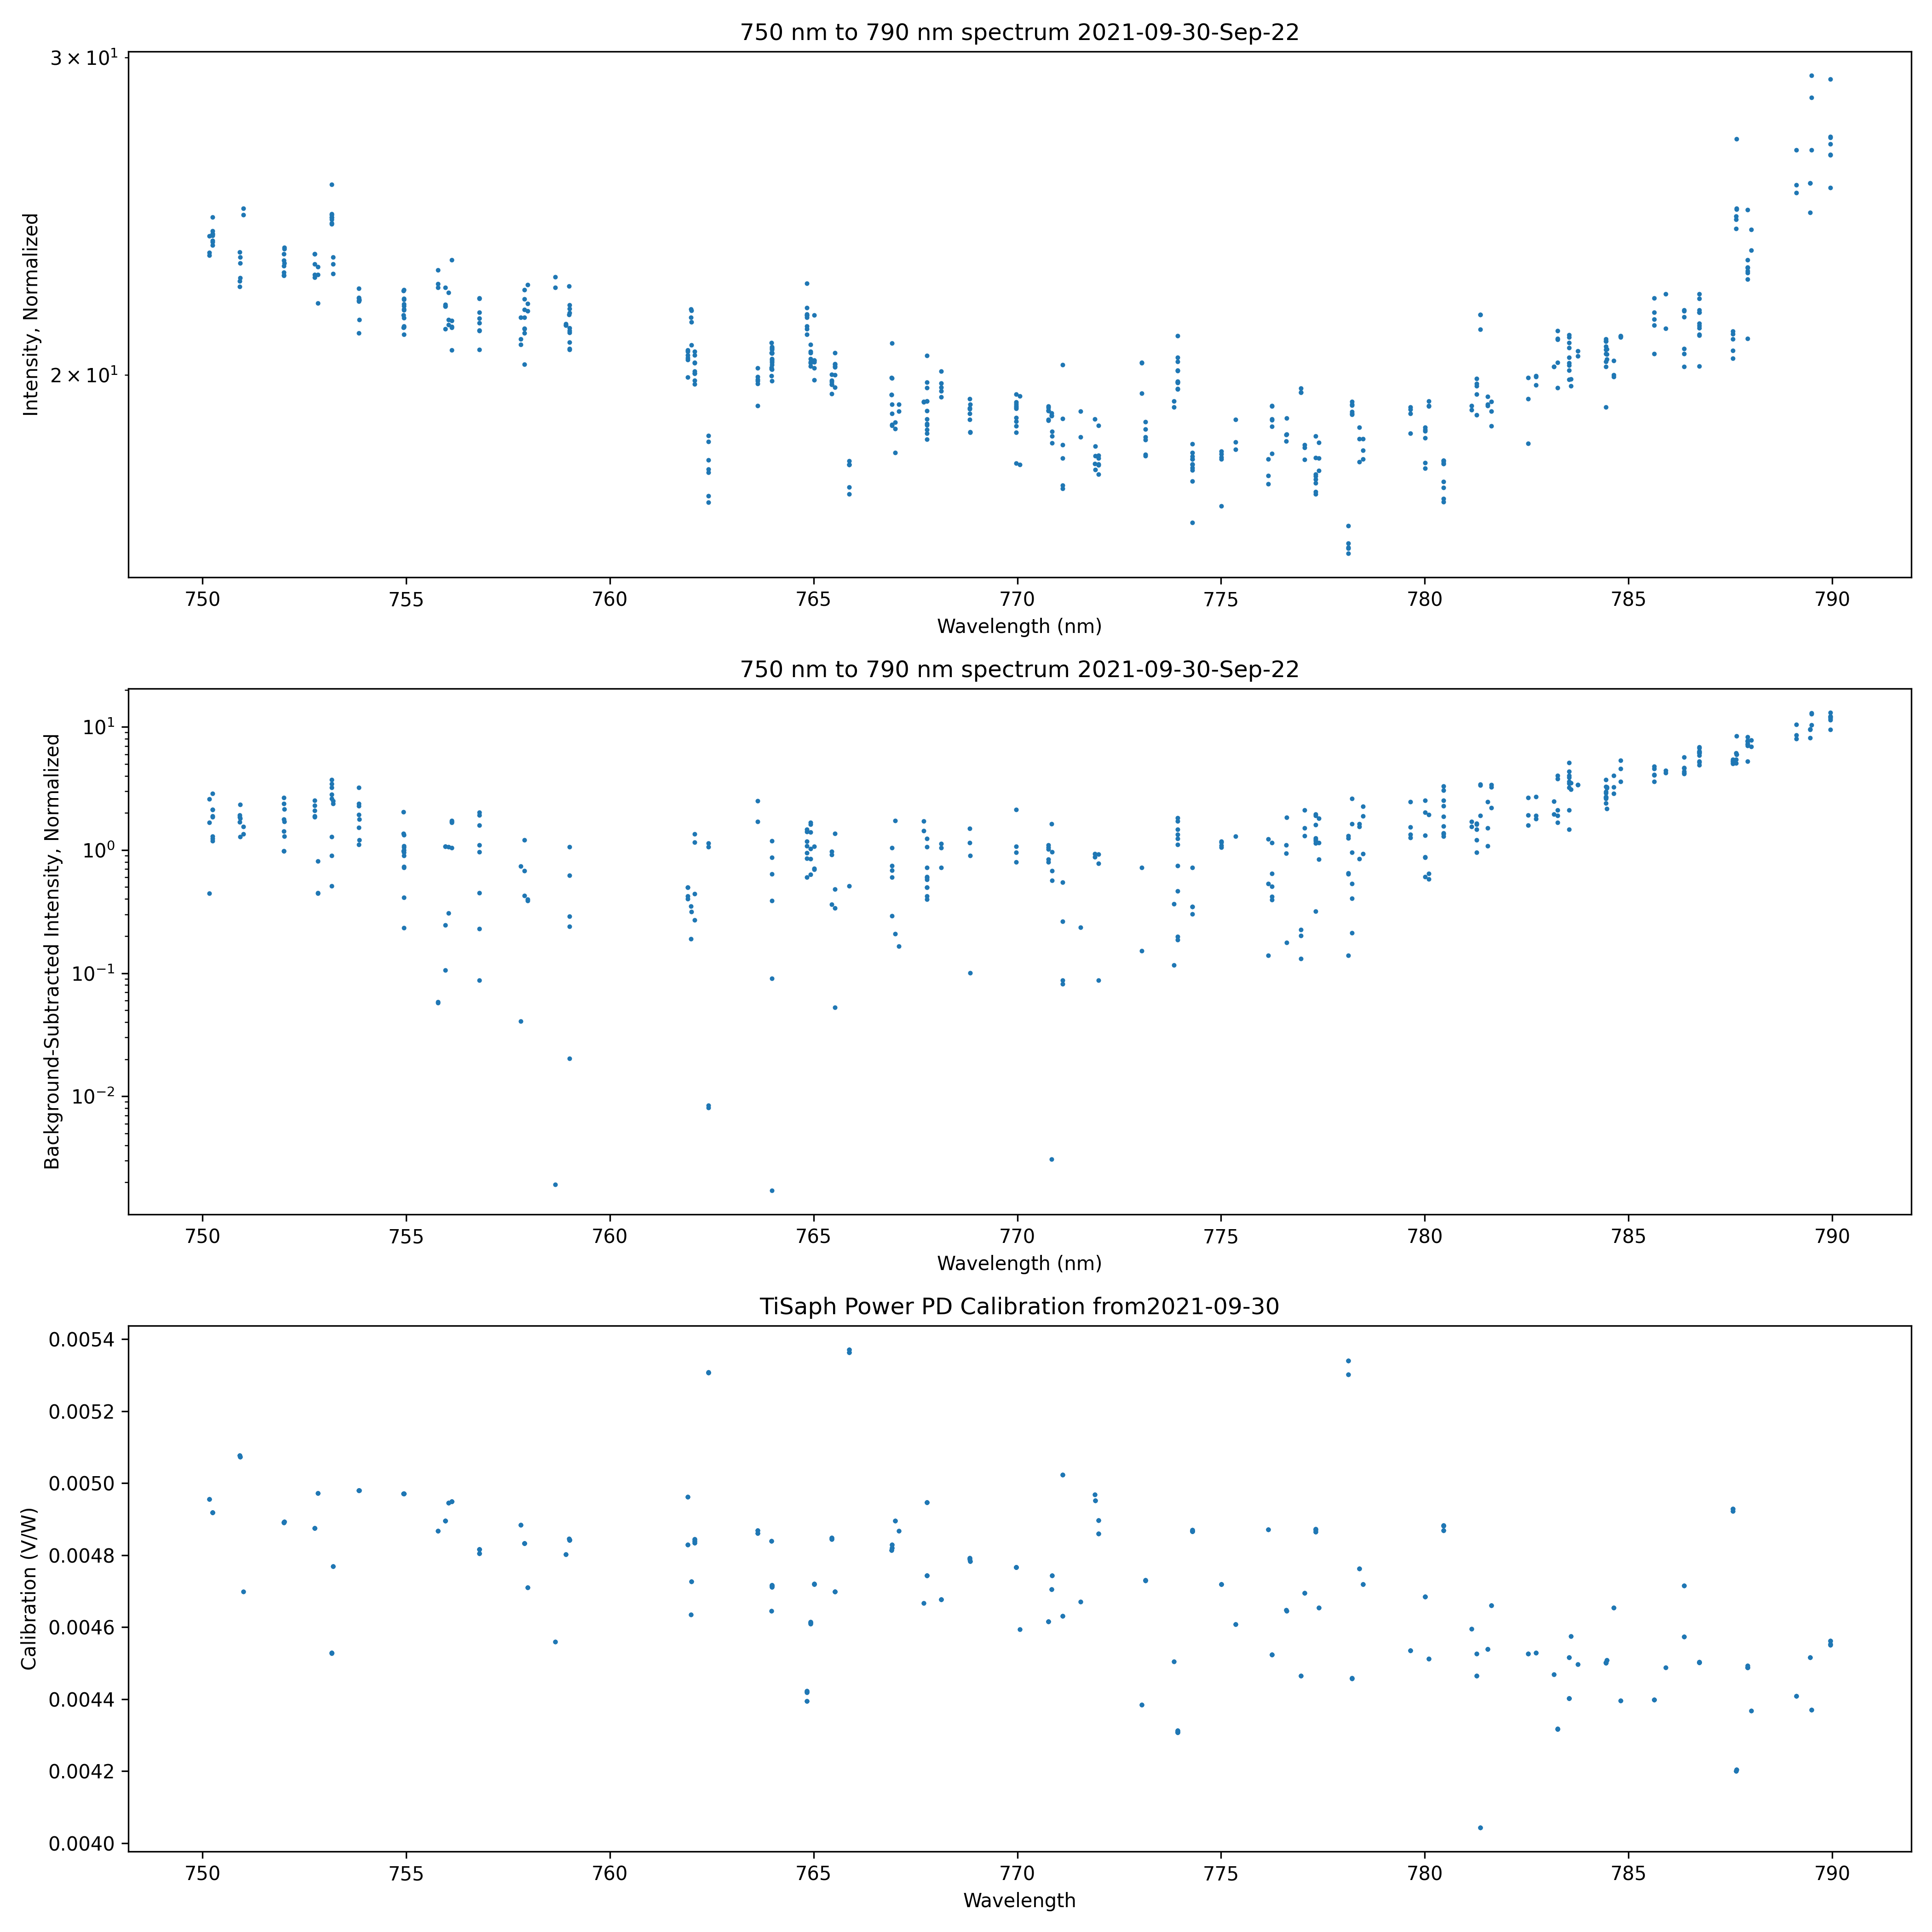 750 nm to 790 nm spectrum 2021-09-30-Sep-22
3 × 10¹
2 × 10¹
Intensity, Normalized
750 755 760 765 770 775 780 785 790
Wavelength (nm)
750 nm to 790 nm spectrum 2021-09-30-Sep-22
10¹
10⁰
10⁻¹
10⁻²
Background-Subtracted Intensity, Normalized
750 755 760 765 770 775 780 785 790
Wavelength (nm)
TiSaph Power PD Calibration from2021-09-30
0.0054
0.0052
0.0050
0.0048
0.0046
0.0044
0.0042
0.0040
Calibration (V/W)
750 755 760 765 770 775 780 785 790
Wavelength